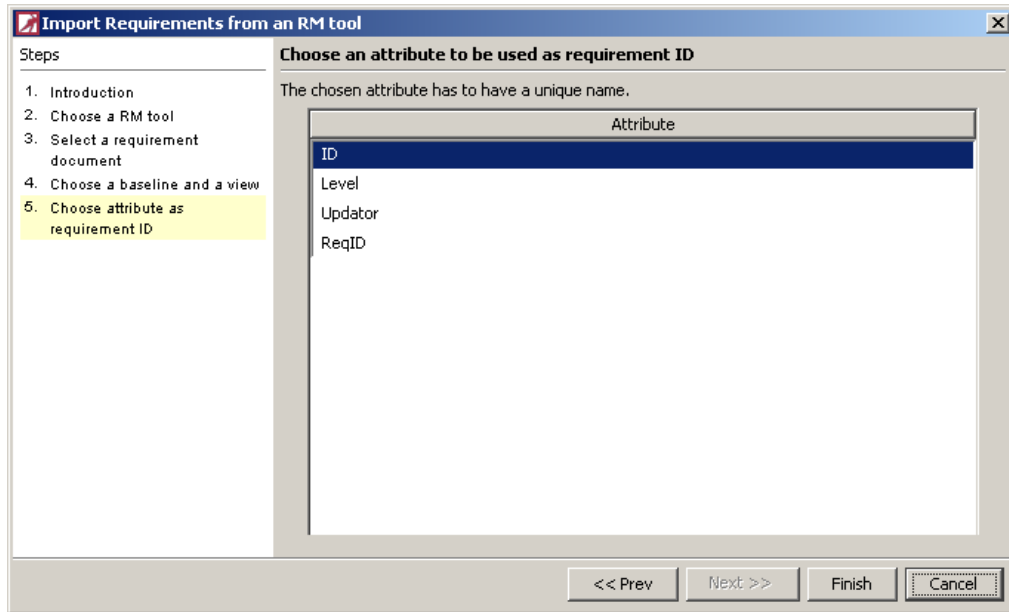 Import Requirements from an RM tool
Steps
1. Introduction
2. Choose a RM tool
3. Select a requirement
document
4. Choose a baseline and a view
5. Choose attribute as
requirement ID
Choose an attribute to be used as requirement ID
The chosen attribute has to have a unique name.
Attribute
ID
Level
Updator
ReqID
<< Prev
Next >>
Finish
Cancel